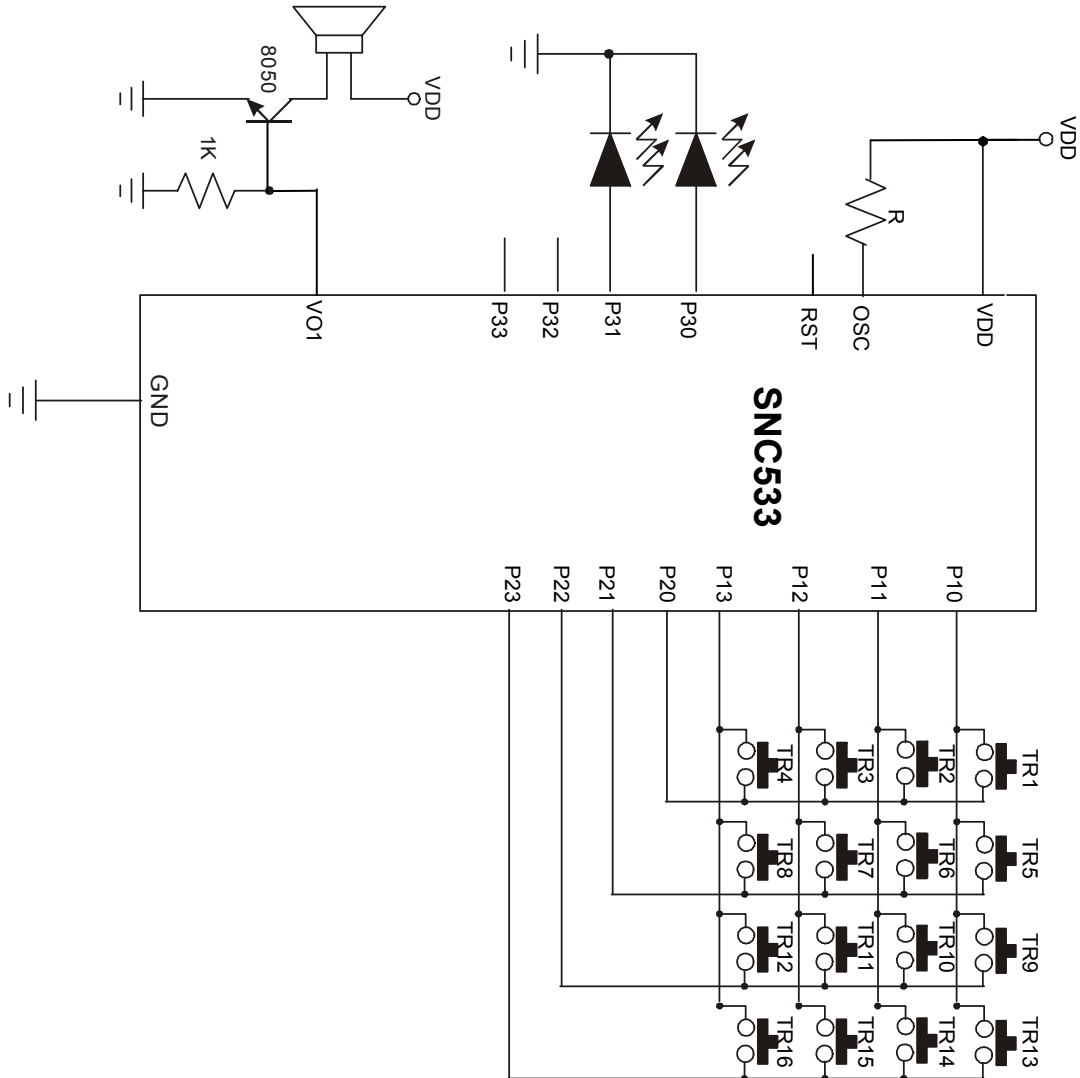 VDD
8050
VDD
1K
R
VO1
P33
P32
P31
P30
RST
OSC
VDD
GND
SNC533
P23
P22
P21
P20
P13
P12
P11
P10
TR4
TR3
TR2
TR1
TR8
TR7
TR6
TR5
TR12
TR11
TR10
TR9
TR16
TR15
TR14
TR13